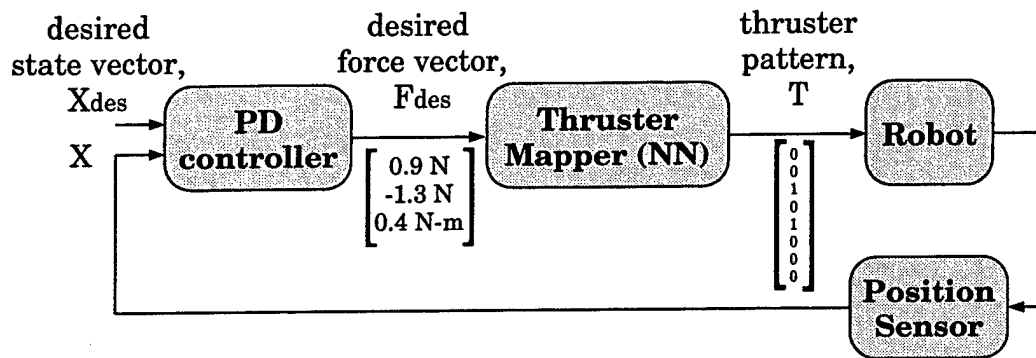 desired
state vector,
Xdes
X
PD
controller
desired
force vector,
Fdes
0.9 N
-1.3 N
0.4 N-m
Thruster
Mapper (NN)
thruster
pattern,
T
0
0
1
0
1
0
0
0
Robot
Position
Sensor